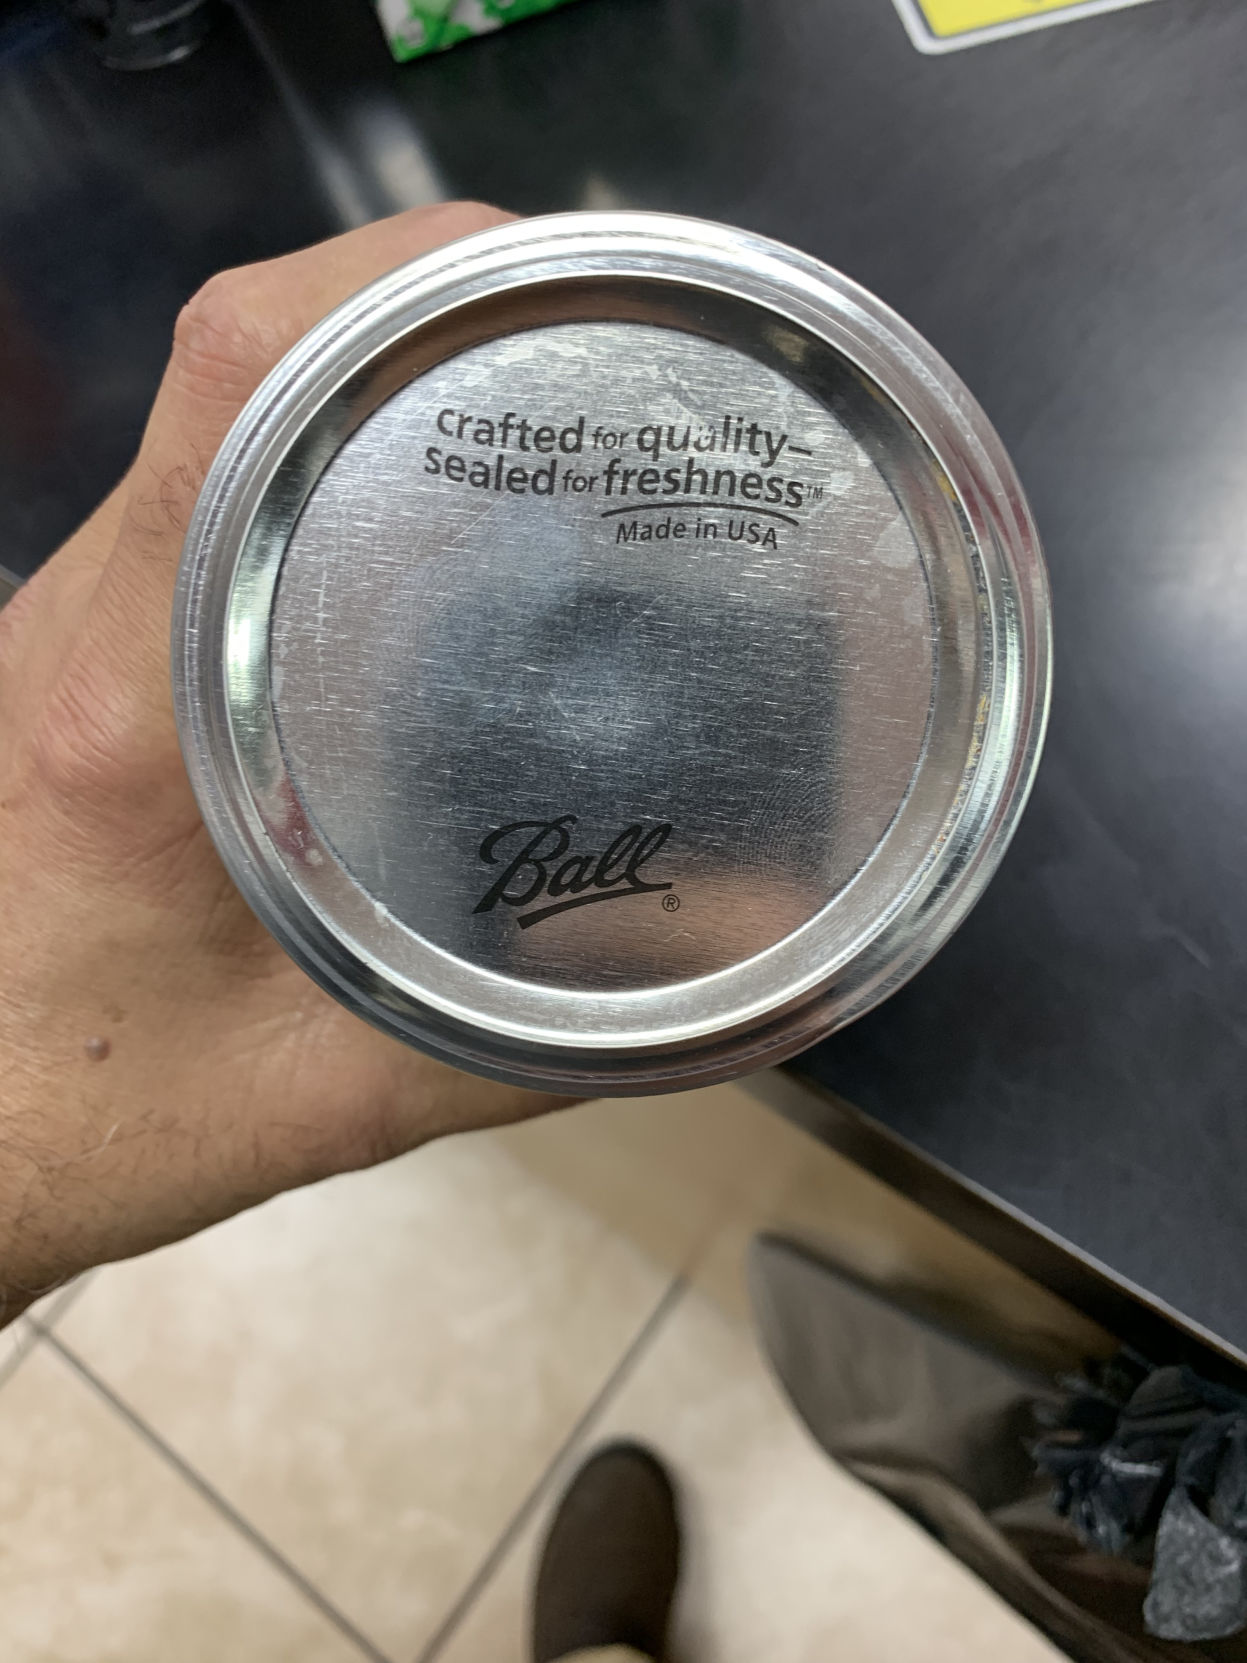 Crafted for quality–
sealed for freshness™
Made in USA
Ball®